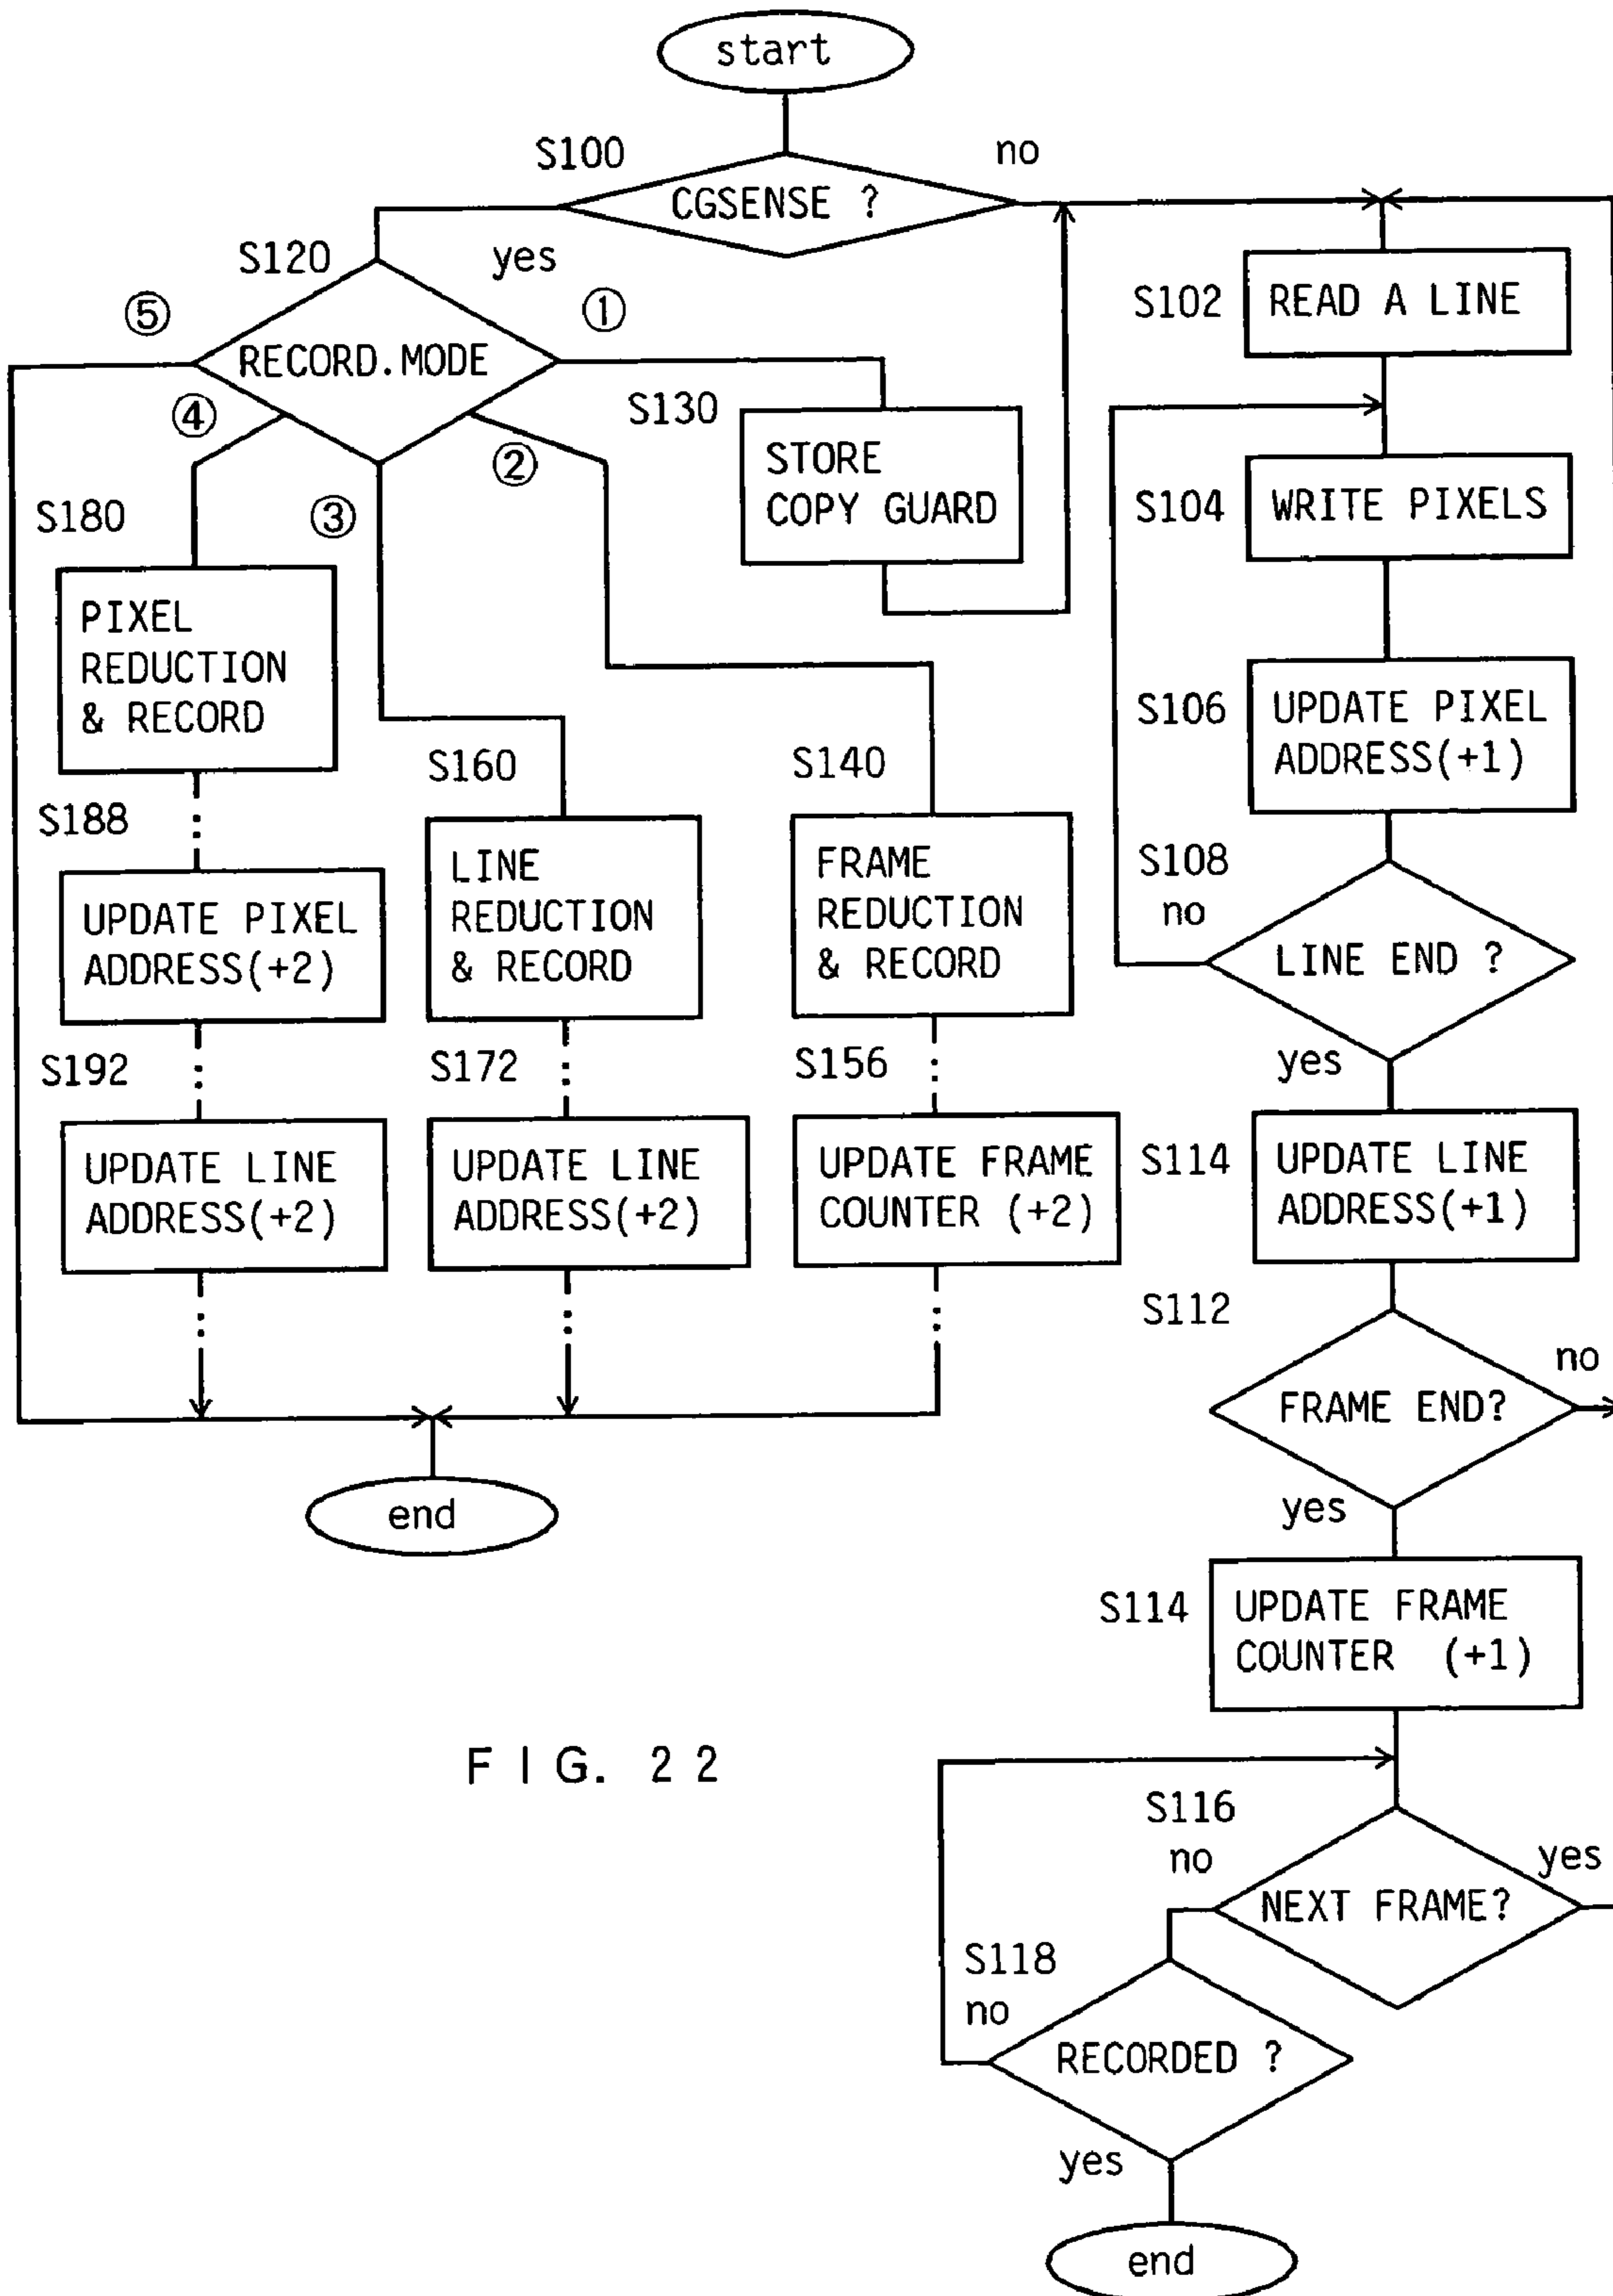 start
S100
no
CGSENSE ?
yes
S120
RECORD.MODE
①
②
③
④
⑤
S130
STORE
COPY GUARD
S180
PIXEL
REDUCTION
& RECORD
S188
UPDATE PIXEL
ADDRESS(+2)
S192
UPDATE LINE
ADDRESS(+2)
S160
LINE
REDUCTION
& RECORD
S172
UPDATE LINE
ADDRESS(+2)
S140
FRAME
REDUCTION
& RECORD
S156
UPDATE FRAME
COUNTER (+2)
end
S102
READ A LINE
S104
WRITE PIXELS
S106
UPDATE PIXEL
ADDRESS(+1)
S108
no
LINE END ?
yes
S114
UPDATE LINE
ADDRESS(+1)
S112
no
FRAME END?
yes
S114
UPDATE FRAME
COUNTER (+1)
S116
no
yes
NEXT FRAME?
S118
no
RECORDED ?
yes
end
FIG. 22